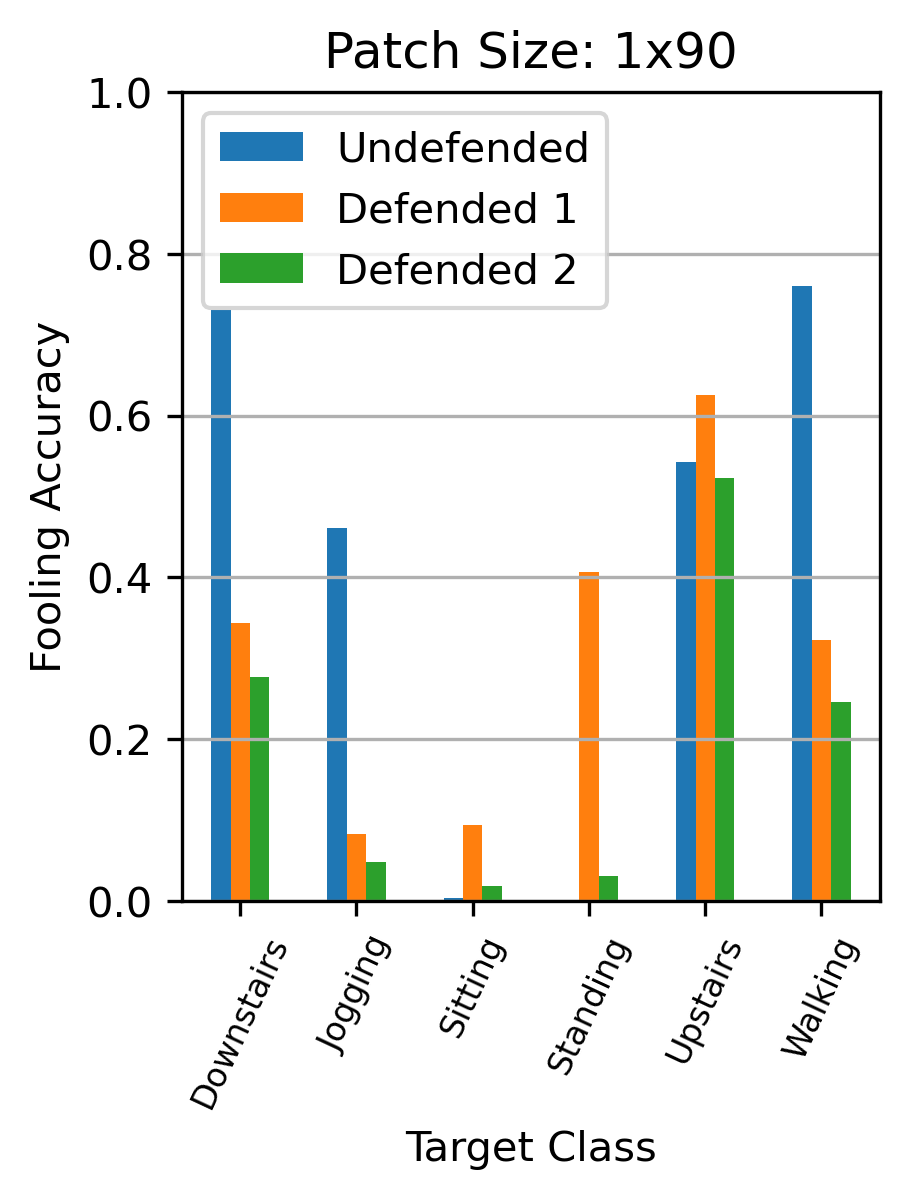 Patch Size: 1x90
1.0
0.8
0.6
0.4
0.2
0.0
Fooling Accuracy
Undefended
Defended 1
Defended 2
Downstairs
Jogging
Sitting
Standing
Upstairs
Walking
Target Class